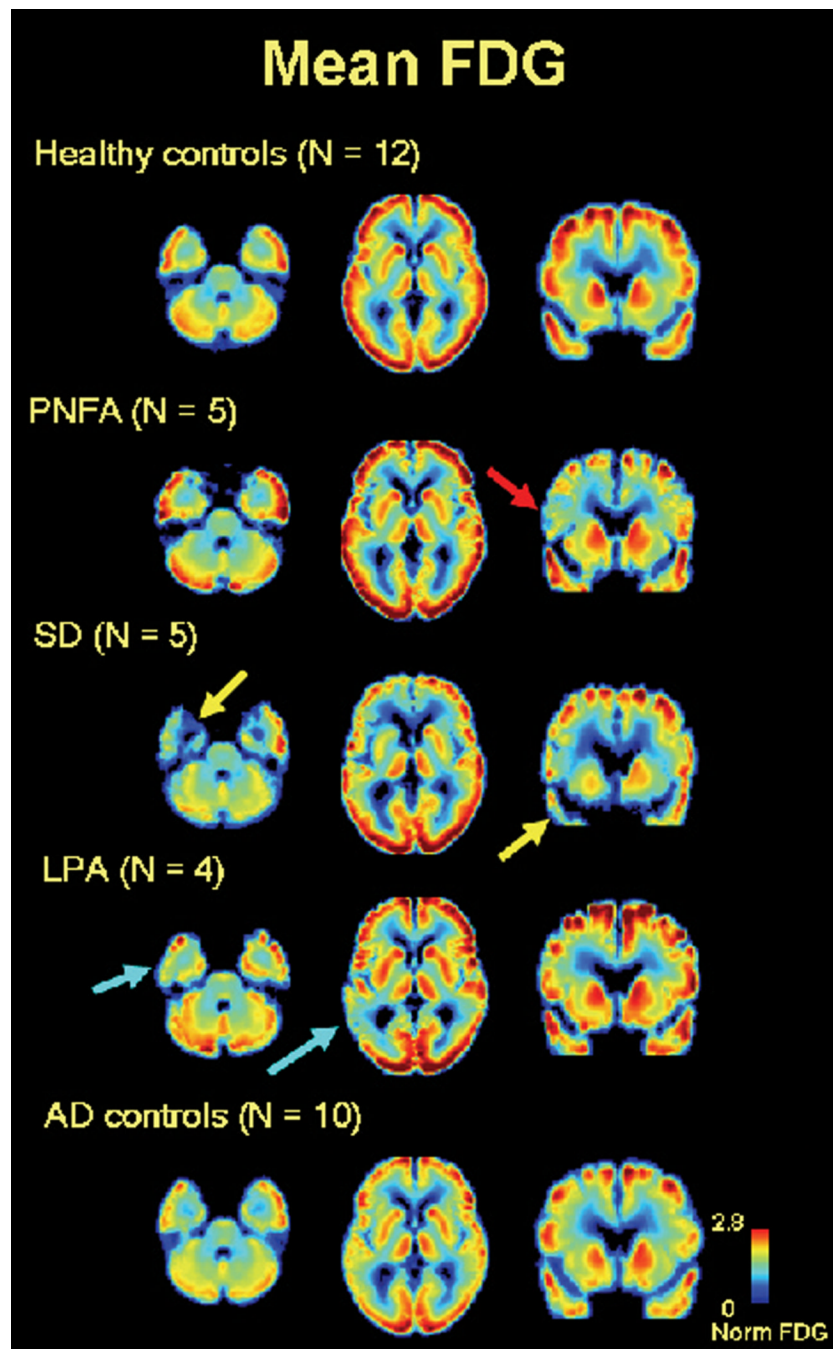 Mean FDG
Healthy controls (N = 12)
PNFA (N = 5)
SD (N = 5)
LPA (N = 4)
AD controls (N = 10)
2.8
0
Norm FDG